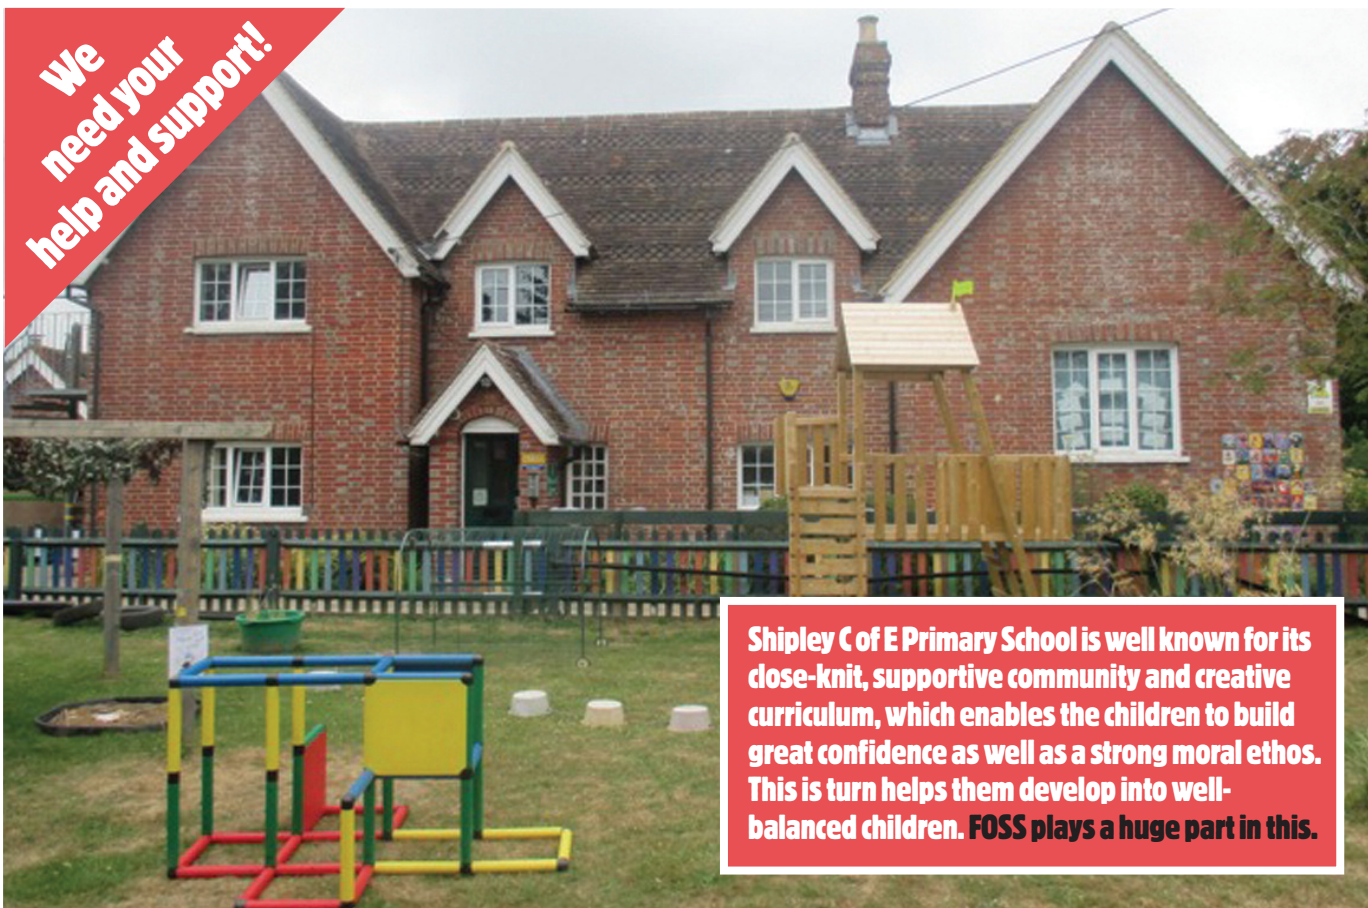 We
need your
help and support!
Shipley C of E Primary School is well known for its
close-knit, supportive community and creative
curriculum, which enables the children to build
great confidence as well as a strong moral ethos.
This is turn helps them develop into well-
balanced children. FOSS plays a huge part in this.